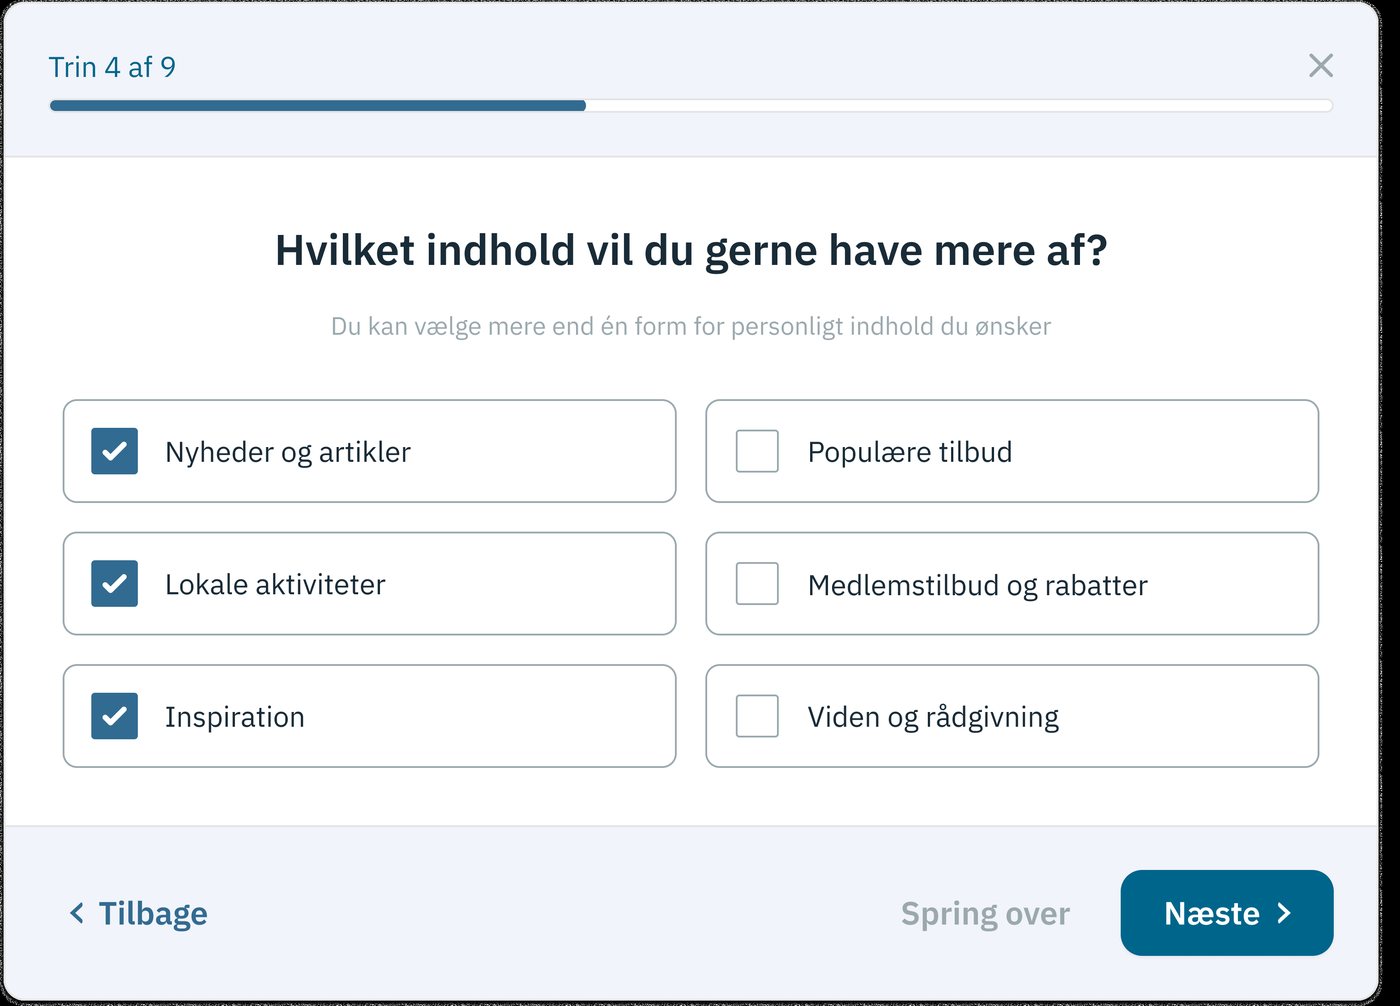 Trin 4 af 9
Hvilket indhold vil du gerne have mere af?
Du kan vælge mere end én form for personligt indhold du ønsker
Nyheder og artikler
Populære tilbud
Lokale aktiviteter
Medlemstilbud og rabatter
Inspiration
Viden og rådgivning
Tilbage
Spring over
Næste